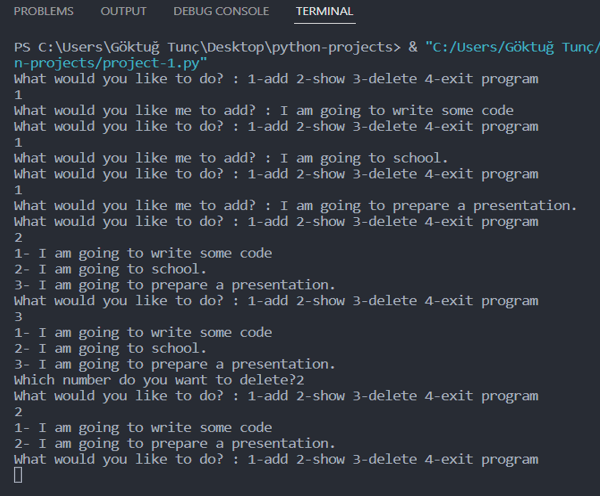 PROBLEMS OUTPUT DEBUG CONSOLE TERMINAL
PS C:\Users\Göktuğ Tunç\Desktop\python-projects> & "C:/Users/Göktuğ Tunç/
n-projects/project-1.py"
What would you like to do? : 1-add 2-show 3-delete 4-exit program
1
What would you like me to add? : I am going to write some code
What would you like to do? : 1-add 2-show 3-delete 4-exit program
1
What would you like me to add? : I am going to school.
What would you like to do? : 1-add 2-show 3-delete 4-exit program
1
What would you like me to add? : I am going to prepare a presentation.
What would you like to do? : 1-add 2-show 3-delete 4-exit program
2
1- I am going to write some code
2- I am going to school.
3- I am going to prepare a presentation.
What would you like to do? : 1-add 2-show 3-delete 4-exit program
3
1- I am going to write some code
2- I am going to school.
3- I am going to prepare a presentation.
Which number do you want to delete?2
What would you like to do? : 1-add 2-show 3-delete 4-exit program
2
1- I am going to write some code
2- I am going to prepare a presentation.
What would you like to do? : 1-add 2-show 3-delete 4-exit program